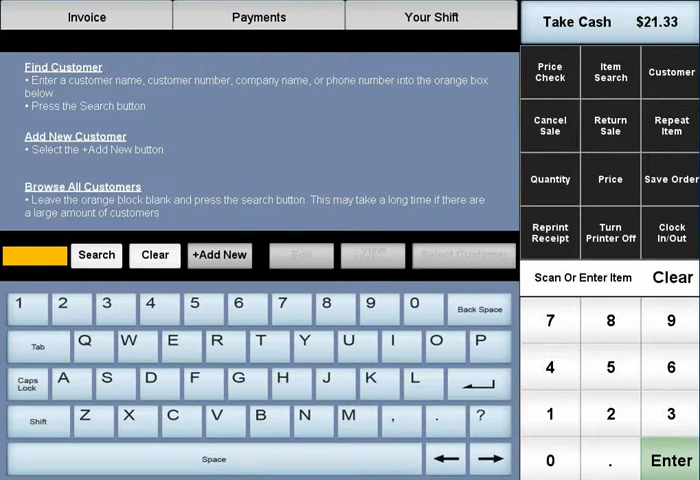 Invoice
Payments
Your Shift
Take Cash $21.33
Find Customer
• Enter a customer name, customer number, company name, or phone number into the orange box
below
• Press the Search button
Add New Customer
• Select the +Add New button
Browse All Customers
• Leave the orange block blank and press the search button. This may take a long time if there are
a large amount of customers
Search
Clear
+Add New
Edit
View
Select Customer
1 2 3 4 5 6 7 8 9 0 Back Space
Tab Q W E R T Y U I O P
Caps
Lock
A S D F G H J K L
Shift Z X C V B N M , . ?
Space
Price
Check
Item
Search
Customer
Cancel
Sale
Return
Sale
Repeat
Item
Quantity
Price
Save Order
Reprint
Receipt
Turn
Printer Off
Clock
In/Out
Scan Or Enter Item
Clear
7 8 9
4 5 6
1 2 3
0 . Enter